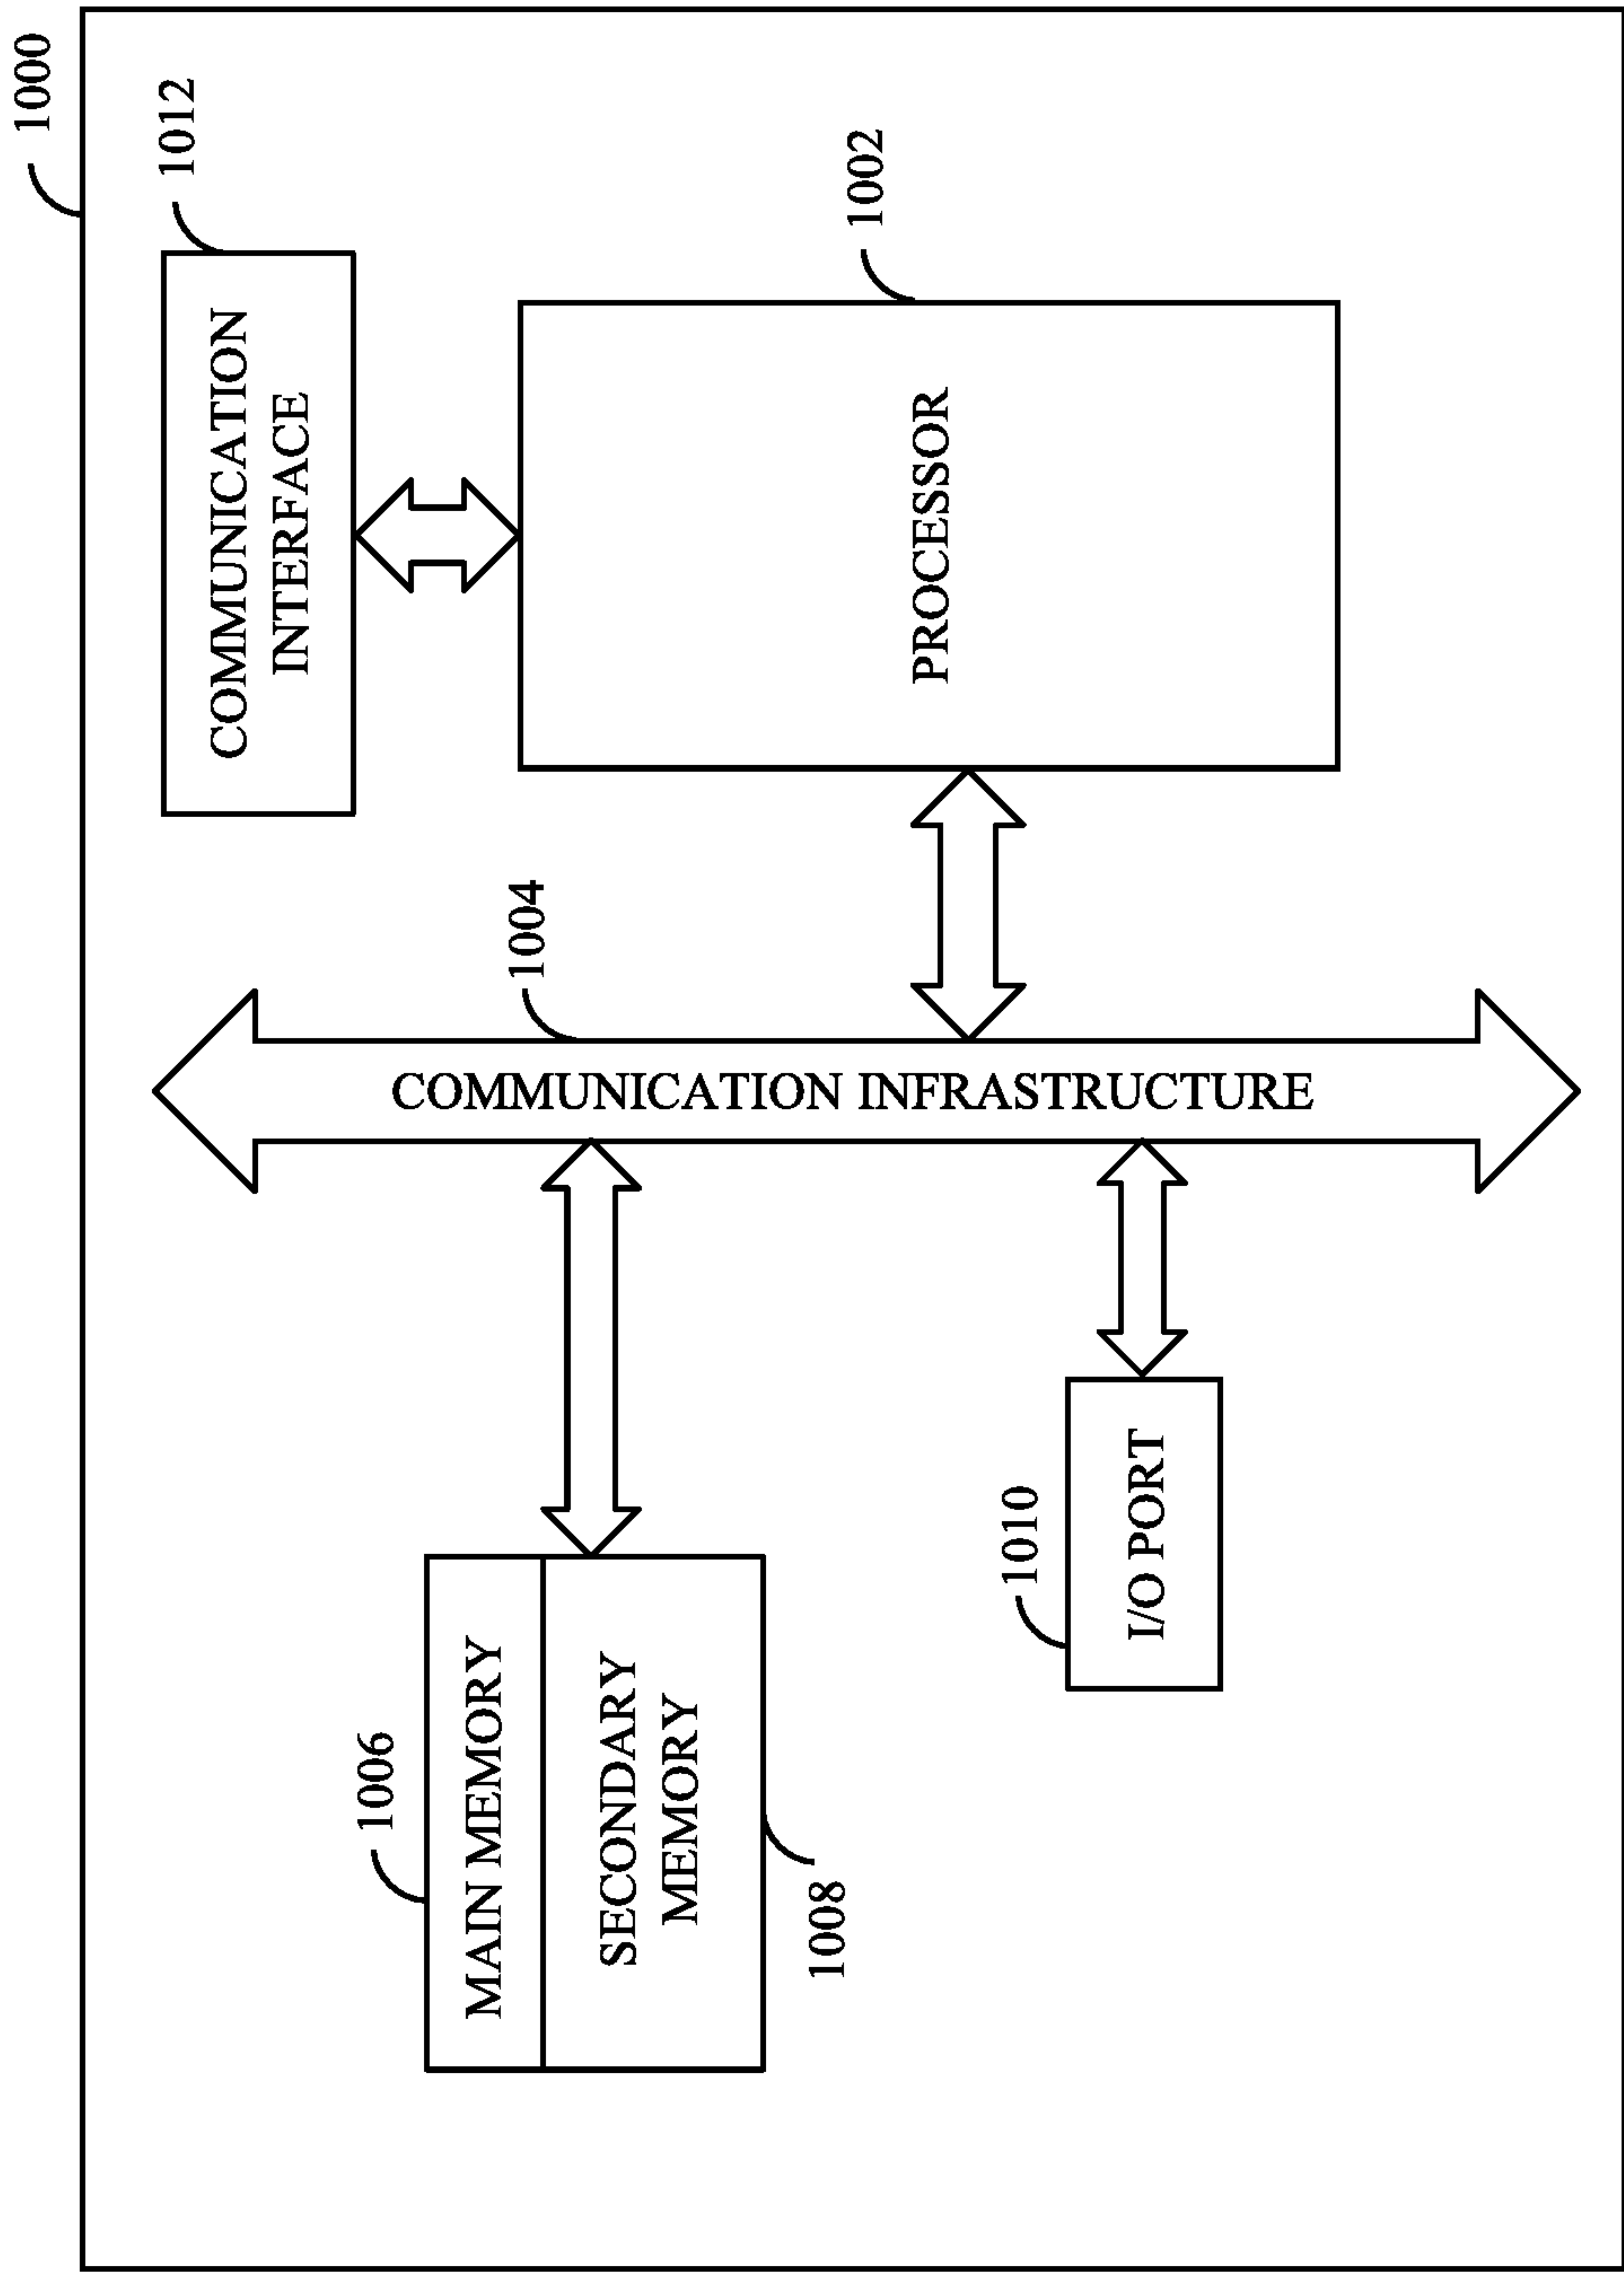 1000
1006
MAIN MEMORY
SECONDARY
MEMORY
1008
1010
I/O PORT
1004
COMMUNICATION INFRASTRUCTURE
1012
COMMUNICATION
INTERFACE
1002
PROCESSOR